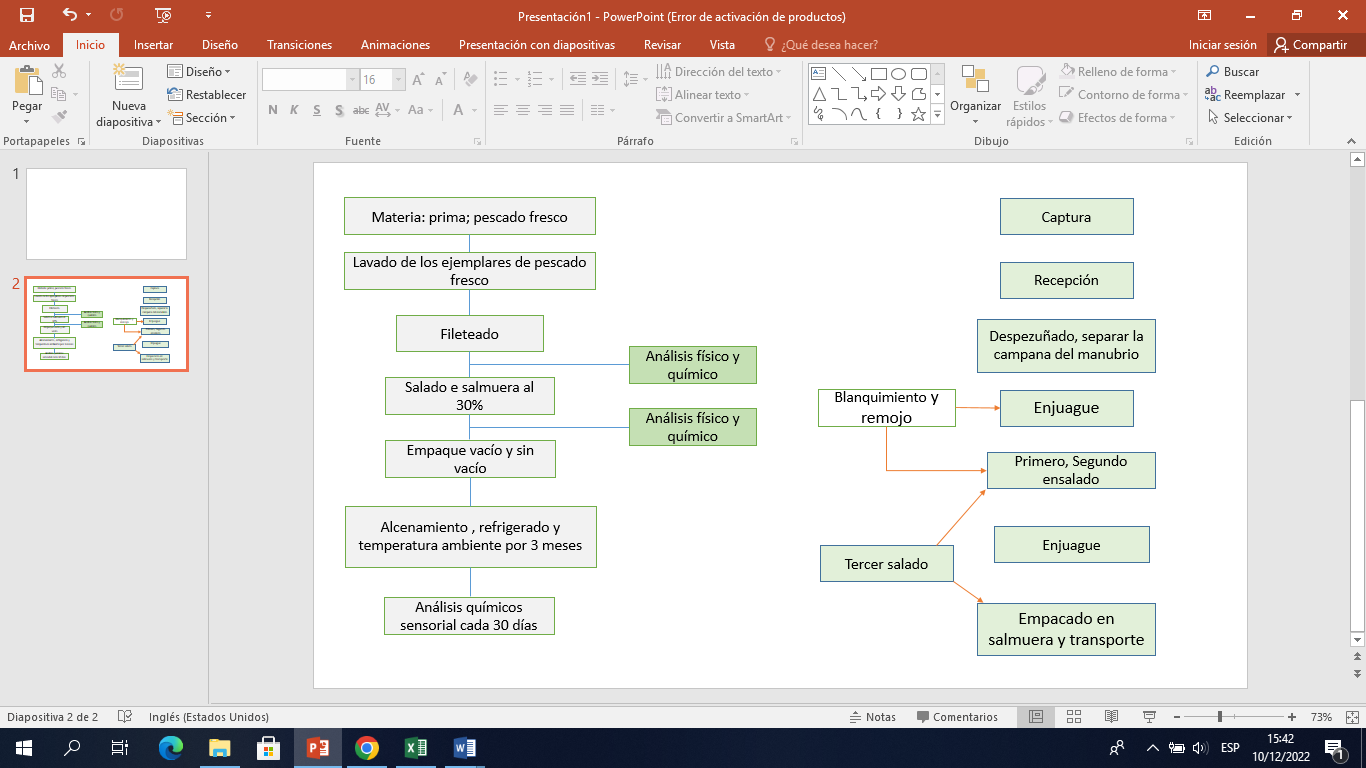 Presentación1 - PowerPoint (Error de activación de productos)
Archivo Inicio Insertar Diseño Transiciones Animaciones Presentación con diapositivas Revisar Vista ¿Qué desea hacer? Iniciar sesión Compartir
Pegar
Nueva diapositiva
Diseño
Restablecer
Sección
16
N K S S abc AV Aa A
Dirección del texto
Alinear texto
Convertir a SmartArt
Organizar
Estilos rápidos
Relleno de forma
Contorno de forma
Efectos de forma
Buscar
Reemplazar
Seleccionar
Portapapeles Diapositivas Fuente Párrafo Dibujo Edición
1
2
Materia: prima; pescado fresco
Lavado de los ejemplares de pescado
fresco
Fileteado
Análisis físico y
químico
Salado e salmuera al
30%
Análisis físico y
químico
Empaque vacío y sin
vacío
Alcenamiento , refrigerado y
temperatura ambiente por 3 meses
Análisis químicos
sensorial cada 30 días
Captura
Recepción
Despezuñado, separar la
campana del manubrio
Blanquimiento y
remojo
Enjuague
Primero, Segundo
ensalado
Enjuague
Tercer salado
Empacado en
salmuera y transporte
Diapositiva 2 de 2 Inglés (Estados Unidos) Notas Comentarios 73%
ESP
15:42
10/12/2022
1